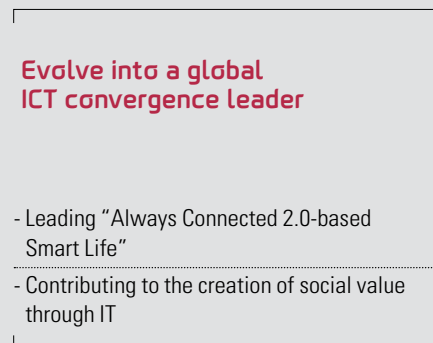 Evolve into a global
ICT convergence leader
- Leading “Always Connected 2.0-based
Smart Life”
- Contributing to the creation of social value
through IT